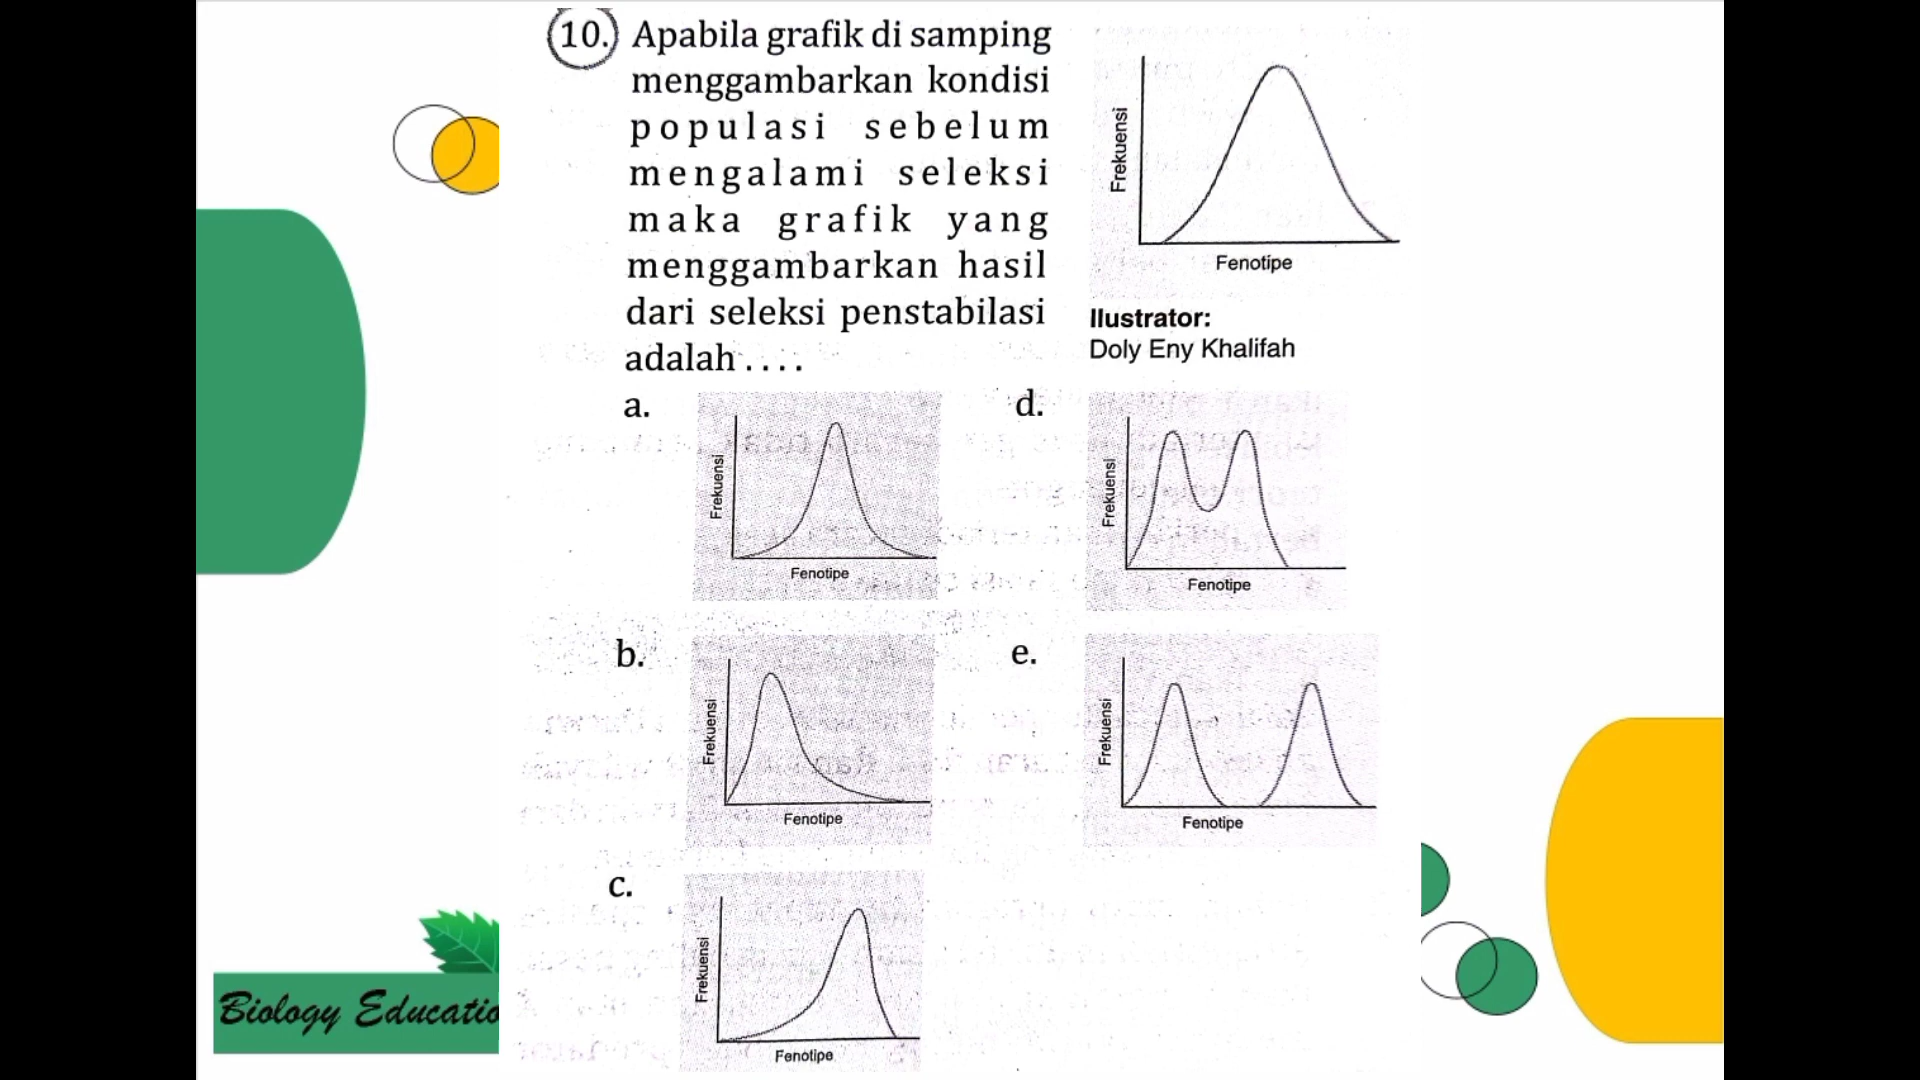 10. Apabila grafik di samping
menggambarkan kondisi
populasi sebelum
mengalami seleksi
maka grafik yang
menggambarkan hasil
dari seleksi penstabilasi
adalah . . . .
Frekuensi
Fenotipe
Ilustrator:
Doly Eny Khalifah
a.
Frekuensi
Fenotipe
b.
Frekuensi
Fenotipe
c.
Frekuensi
Fenotipe
d.
Frekuensi
Fenotipe
e.
Frekuensi
Fenotipe
Biology Educatio